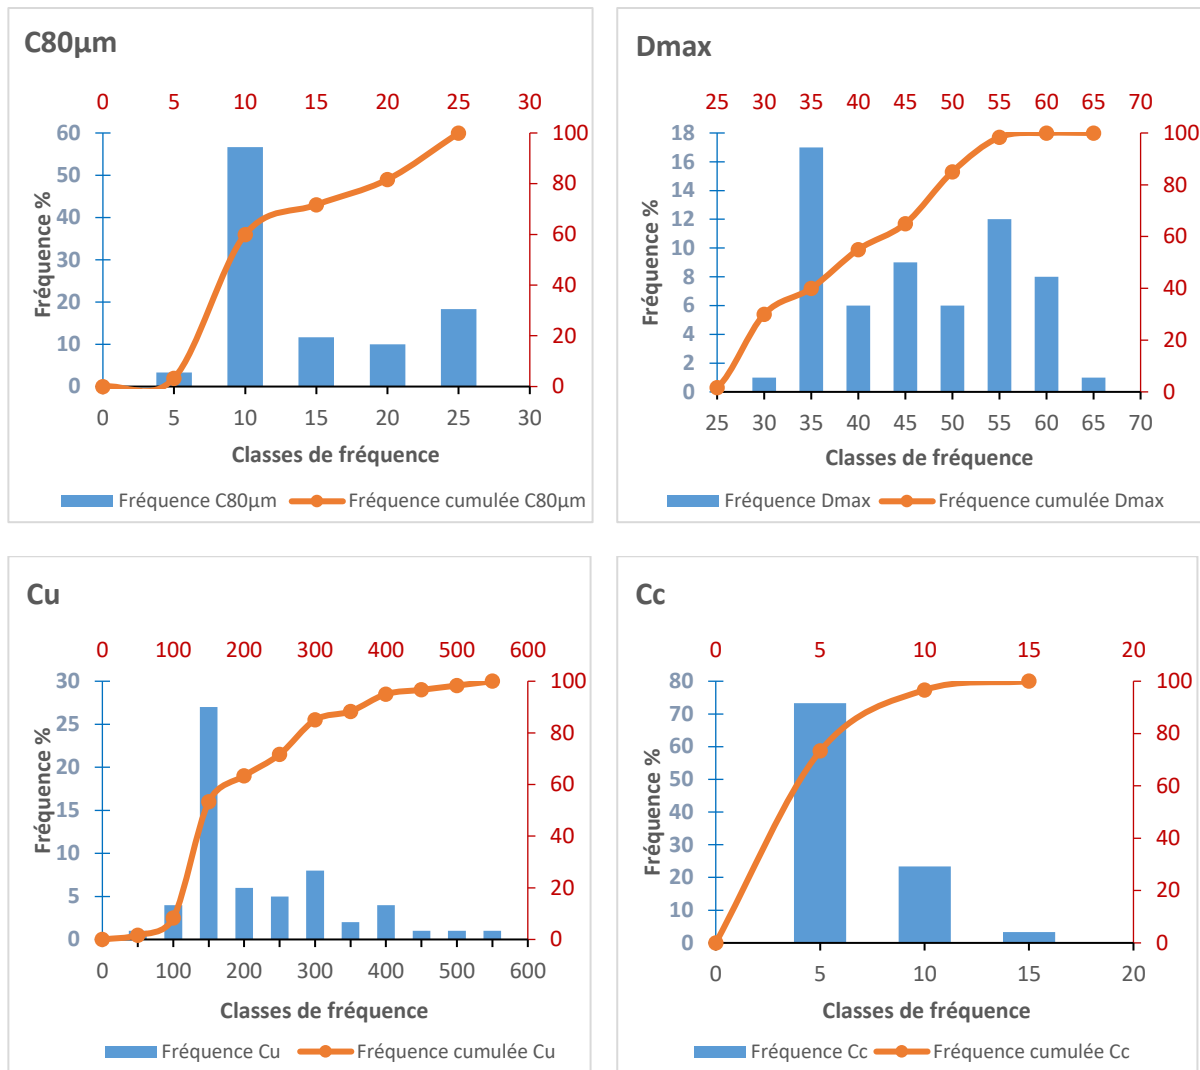 C80µm
0 5 10 15 20 25 30
60 50 40 30 20 10 0
Fréquence %
100 80 60 40 20 0
0 5 10 15 20 25 30
Classes de fréquence
Fréquence C80µm Fréquence cumulée C80µm
Dmax
25 30 35 40 45 50 55 60 65 70
18 16 14 12 10 8 6 4 2 0
Fréquence %
100 80 60 40 20 0
25 30 35 40 45 50 55 60 65 70
Classes de fréquence
Fréquence Dmax Fréquence cumulée Dmax
Cu
0 100 200 300 400 500 600
30 25 20 15 10 5 0
Fréquence %
100 80 60 40 20 0
0 100 200 300 400 500 600
Classes de fréquence
Fréquence Cu Fréquence cumulée Cu
Cc
0 5 10 15 20
80 70 60 50 40 30 20 10 0
Fréquence %
100 80 60 40 20 0
0 5 10 15 20
Classes de fréquence
Fréquence Cc Fréquence cumulée Cc